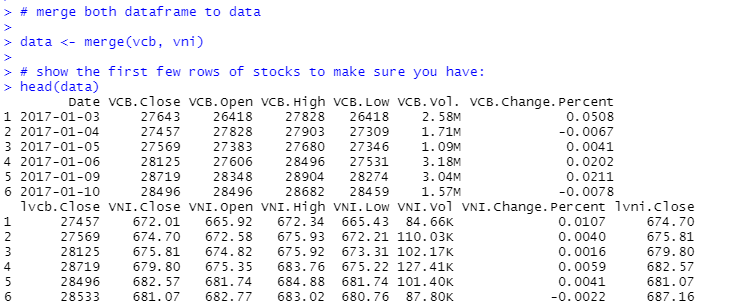 > # merge both dataframe to data
>
> data <- merge(vcb, vni)
>
> # show the first few rows of stocks to make sure you have:
> head(data)
Date VCB.Close VCB.Open VCB.High VCB.Low VCB.Vol. VCB.Change.Percent
1 2017-01-03 27643 26418 27828 26418 2.58M 0.0508
2 2017-01-04 27457 27828 27903 27309 1.71M -0.0067
3 2017-01-05 27569 27383 27680 27346 1.09M 0.0041
4 2017-01-06 28125 27606 28496 27531 3.18M 0.0202
5 2017-01-09 28719 28348 28904 28274 3.04M 0.0211
6 2017-01-10 28496 28496 28682 28459 1.57M -0.0078
lvcb.Close VNI.Close VNI.Open VNI.High VNI.Low VNI.Vol VNI.Change.Percent lvni.Close
1 27457 672.01 665.92 672.34 665.43 84.66K 0.0107 674.70
2 27569 674.70 672.58 675.93 672.21 110.03K 0.0040 675.81
3 28125 675.81 674.82 675.92 673.31 102.17K 0.0016 679.80
4 28719 679.80 675.35 683.76 675.22 127.41K 0.0059 682.57
5 28496 682.57 681.74 684.88 681.74 101.40K 0.0041 681.07
6 28533 681.07 682.77 683.02 680.76 87.80K -0.0022 687.16